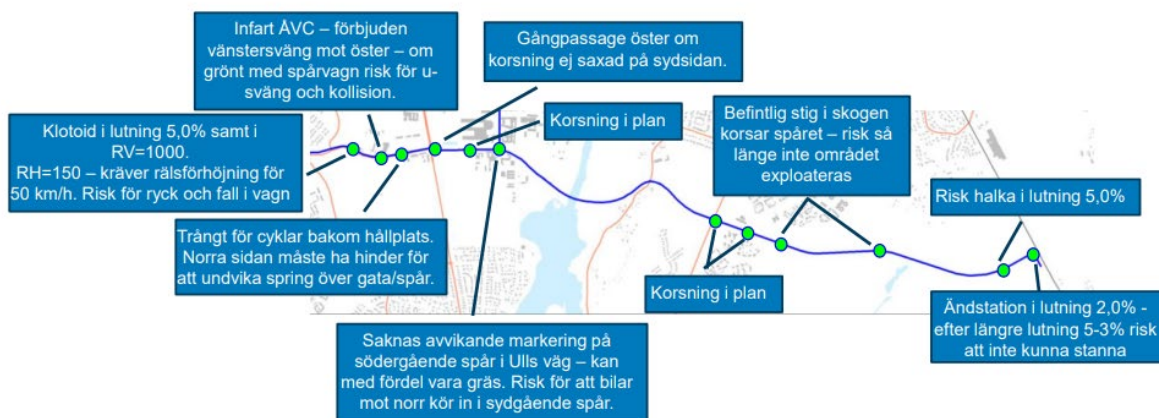 Infart ÅVC – förbjuden
vänstersväng mot öster – om
grönt med spårvagn risk för u-
sväng och kollision.
Gångpassage öster om
korsning ej saxad på sydsidan.
Klotoid i lutning 5,0% samt i
RV=1000.
RH=150 – kräver rälsförhöjning för
50 km/h. Risk för ryck och fall i vagn
Korsning i plan
Befintlig stig i skogen
korsar spåret – risk så
länge inte området
exploateras
Risk halka i lutning 5,0%
Trångt för cyklar bakom hållplats.
Norra sidan måste ha hinder för
att undvika spring över gata/spår.
Korsning i plan
Ändstation i lutning 2,0% -
efter längre lutning 5-3% risk
att inte kunna stanna
Saknas avvikande markering på
södergående spår i Ulls väg – kan
med fördel vara gräs. Risk för att bilar
mot norr kör in i sydgående spår.